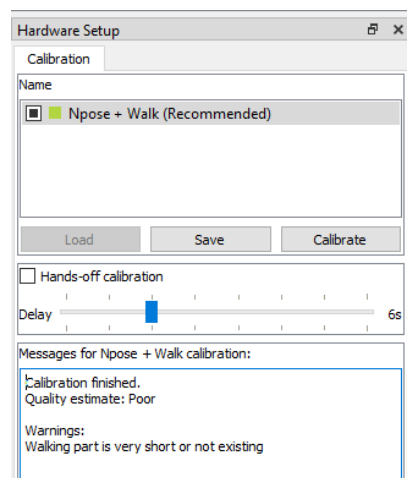 Hardware Setup
Calibration
Name
Npose + Walk (Recommended)
Load Save Calibrate
Hands-off calibration
Delay 6s
Messages for Npose + Walk calibration:
Calibration finished.
Quality estimate: Poor
Warnings:
Walking part is very short or not existing